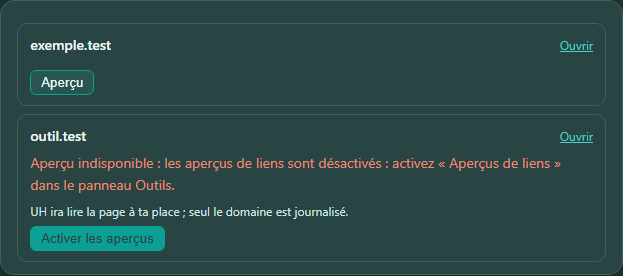 exemple.test
Ouvrir
Aperçu
outil.test
Ouvrir
Aperçu indisponible : les aperçus de liens sont désactivés : activez « Aperçus de liens »
dans le panneau Outils.
UH ira lire la page à ta place ; seul le domaine est journalisé.
Activer les aperçus